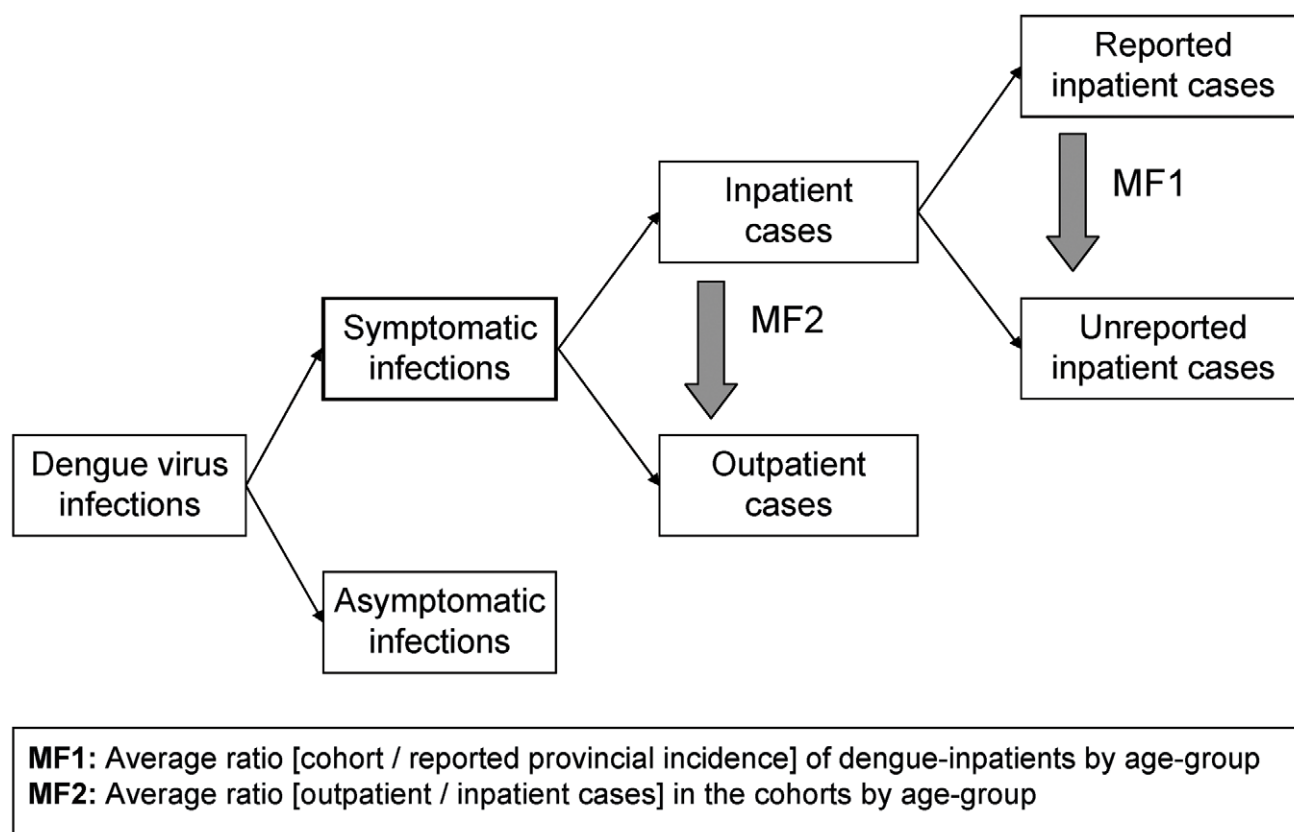 Reported
inpatient cases
MF1
Inpatient
cases
Unreported
inpatient cases
MF2
Symptomatic
infections
Outpatient
cases
Dengue virus
infections
Asymptomatic
infections
MF1: Average ratio [cohort / reported provincial incidence] of dengue-inpatients by age-group
MF2: Average ratio [outpatient / inpatient cases] in the cohorts by age-group